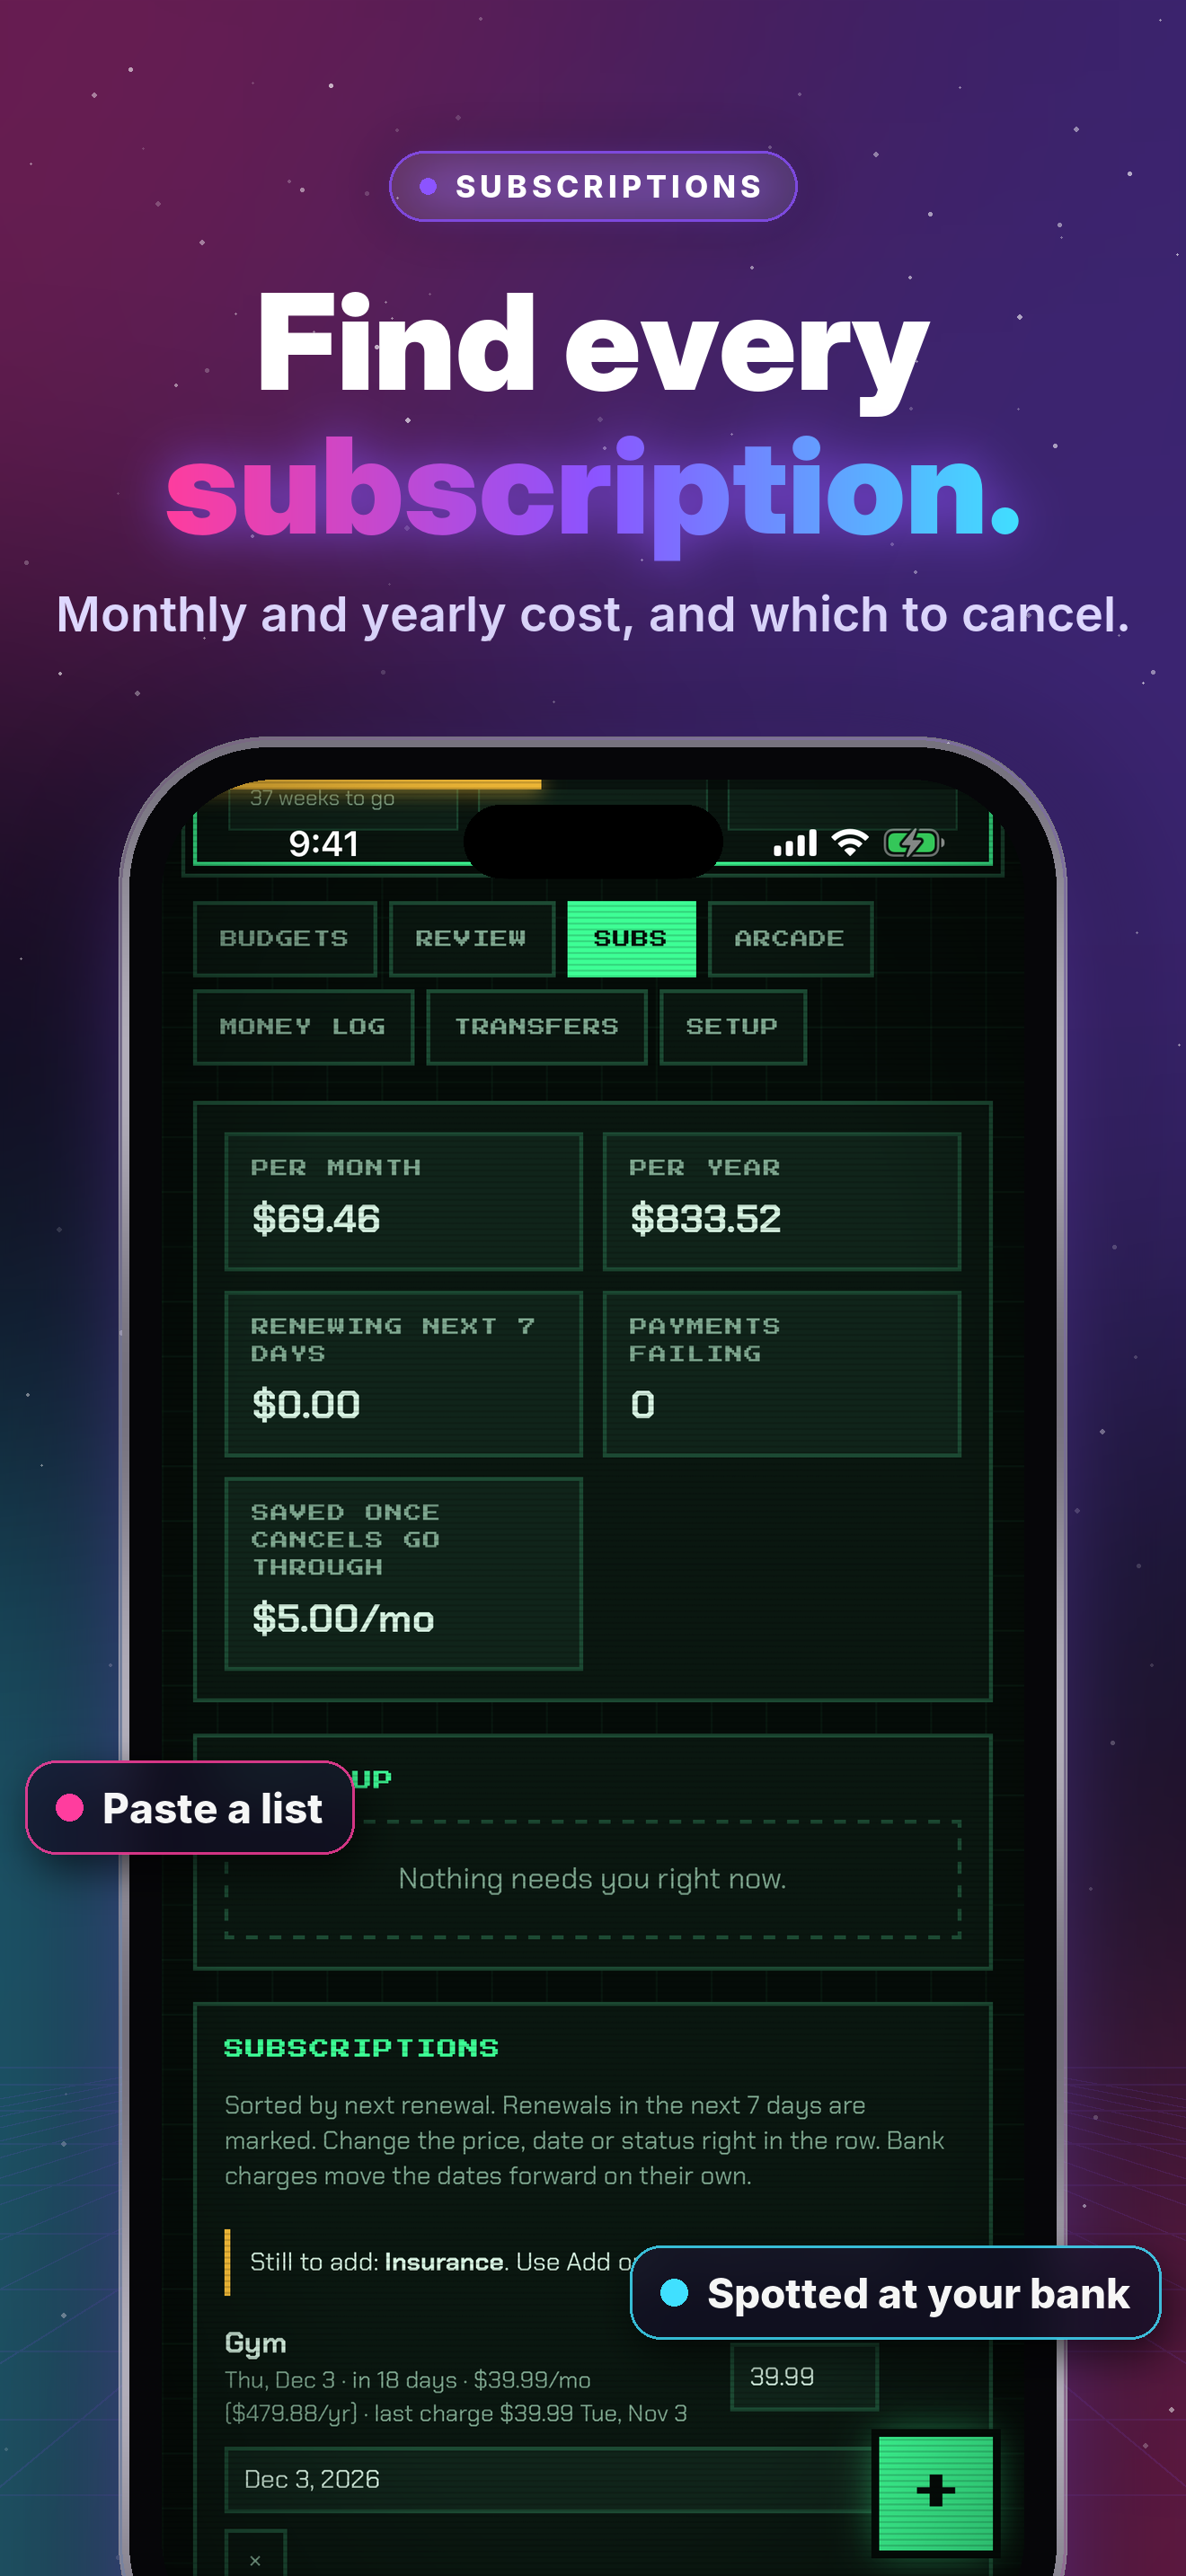 SUBSCRIPTIONS
Find every
subscription.
Monthly and yearly cost, and which to cancel.
37 weeks to go
9:41
BUDGETS
REVIEW
SUBS
ARCADE
MONEY LOG
TRANSFERS
SETUP
PER MONTH
$69.46
PER YEAR
$833.52
RENEWING NEXT 7
DAYS
$0.00
PAYMENTS
FAILING
0
SAVED ONCE
CANCELS GO
THROUGH
$5.00/mo
UP
Paste a list
Nothing needs you right now.
SUBSCRIPTIONS
Sorted by next renewal. Renewals in the next 7 days are
marked. Change the price, date or status right in the row. Bank
charges move the dates forward on their own.
Still to add: Insurance. Use Add
Spotted at your bank
Gym
Thu, Dec 3 · in 18 days · $39.99/mo
($479.88/yr) · last charge $39.99 Tue, Nov 3
39.99
Dec 3, 2026
+
×